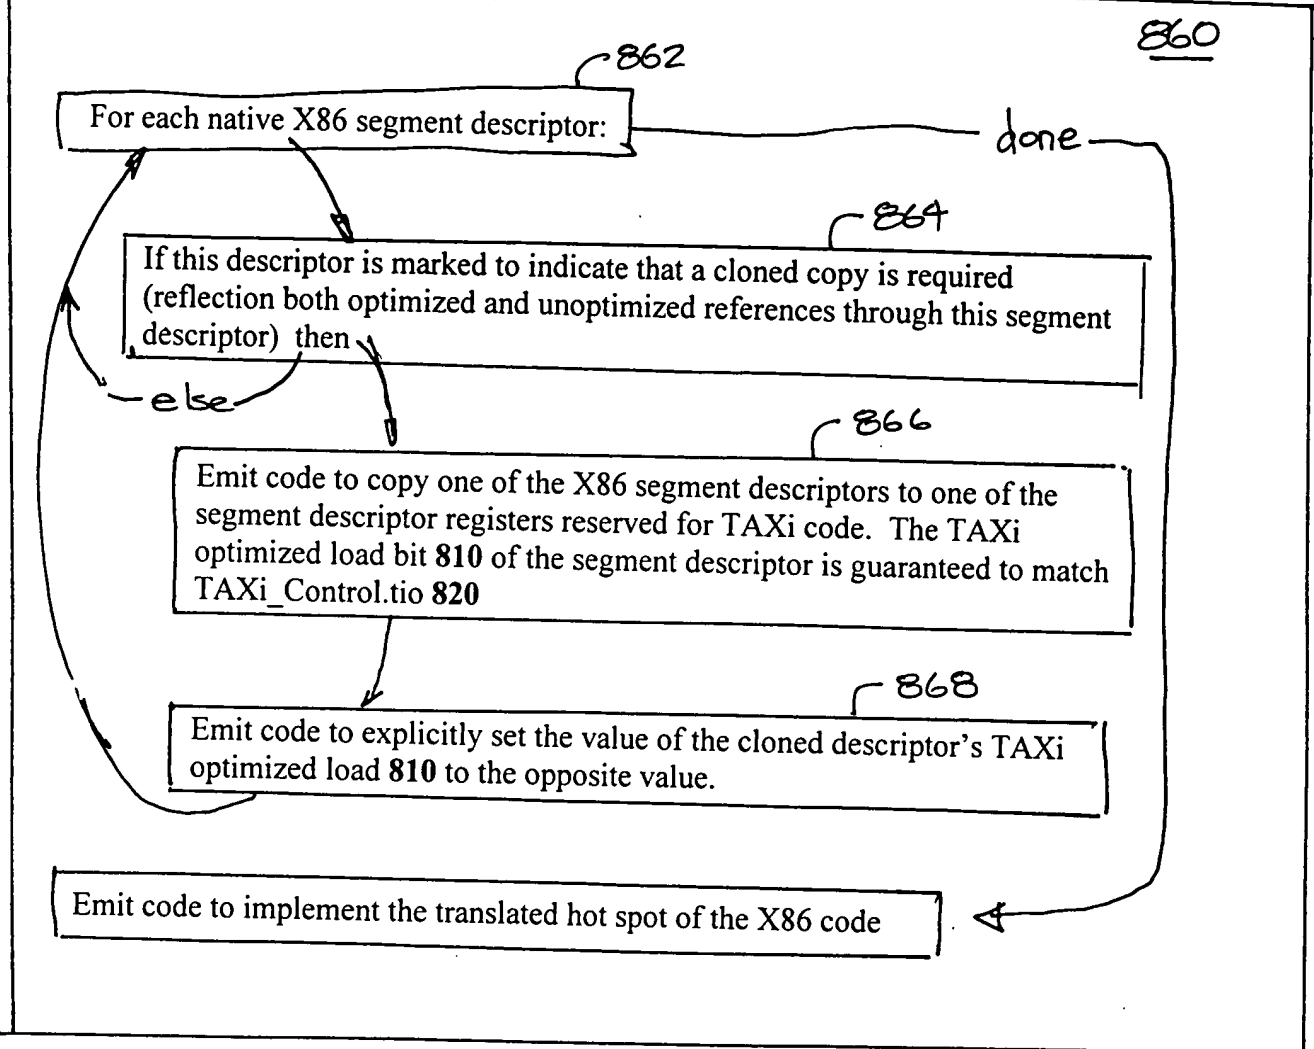 860
862
For each native X86 segment descriptor:
done
864
If this descriptor is marked to indicate that a cloned copy is required
(reflection both optimized and unoptimized references through this segment
descriptor) then
else
866
Emit code to copy one of the X86 segment descriptors to one of the
segment descriptor registers reserved for TAXi code. The TAXi
optimized load bit 810 of the segment descriptor is guaranteed to match
TAXi_Control.tio 820
868
Emit code to explicitly set the value of the cloned descriptor's TAXi
optimized load 810 to the opposite value.
Emit code to implement the translated hot spot of the X86 code